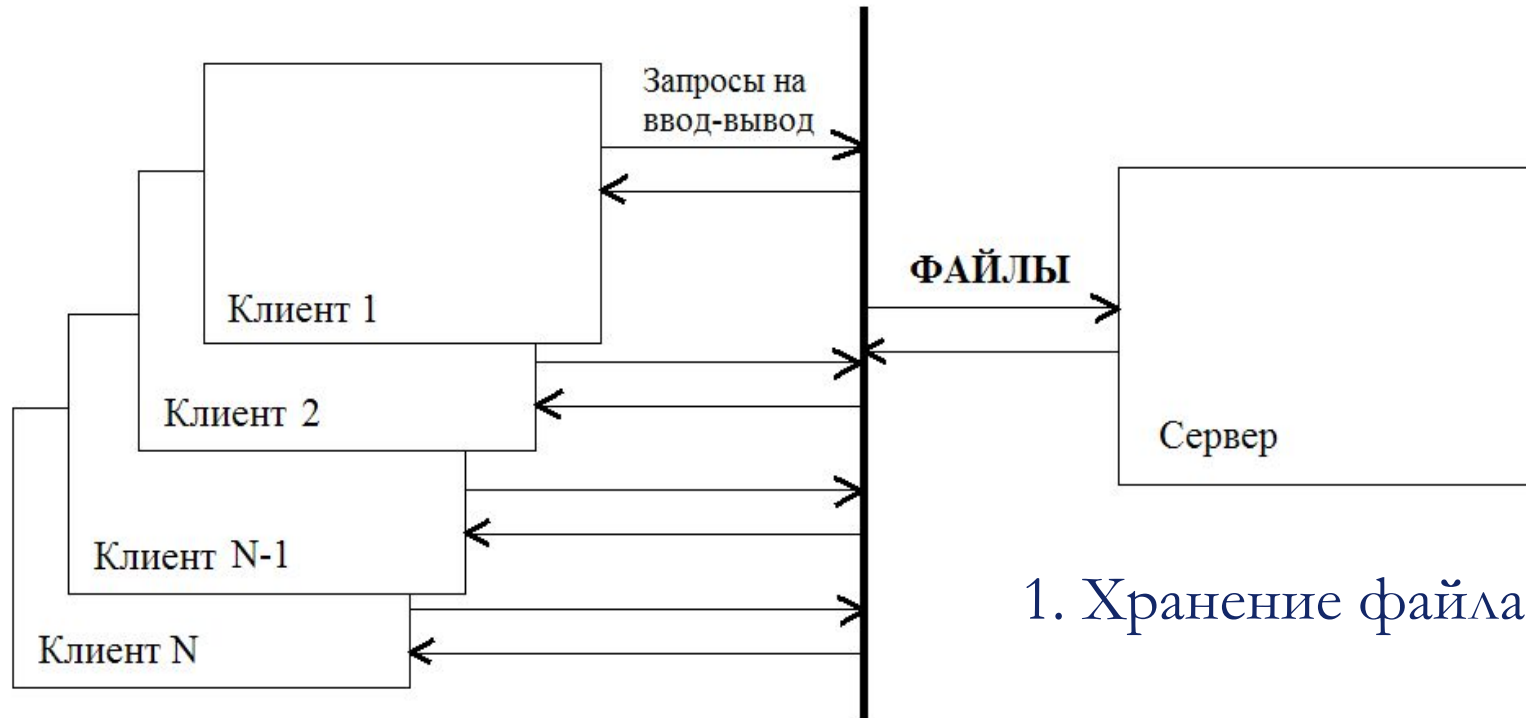 Запросы на
ввод-вывод
Клиент 1
ФАЙЛЫ
Клиент 2
Сервер
Клиент N-1
1. Хранение файла
Клиент N